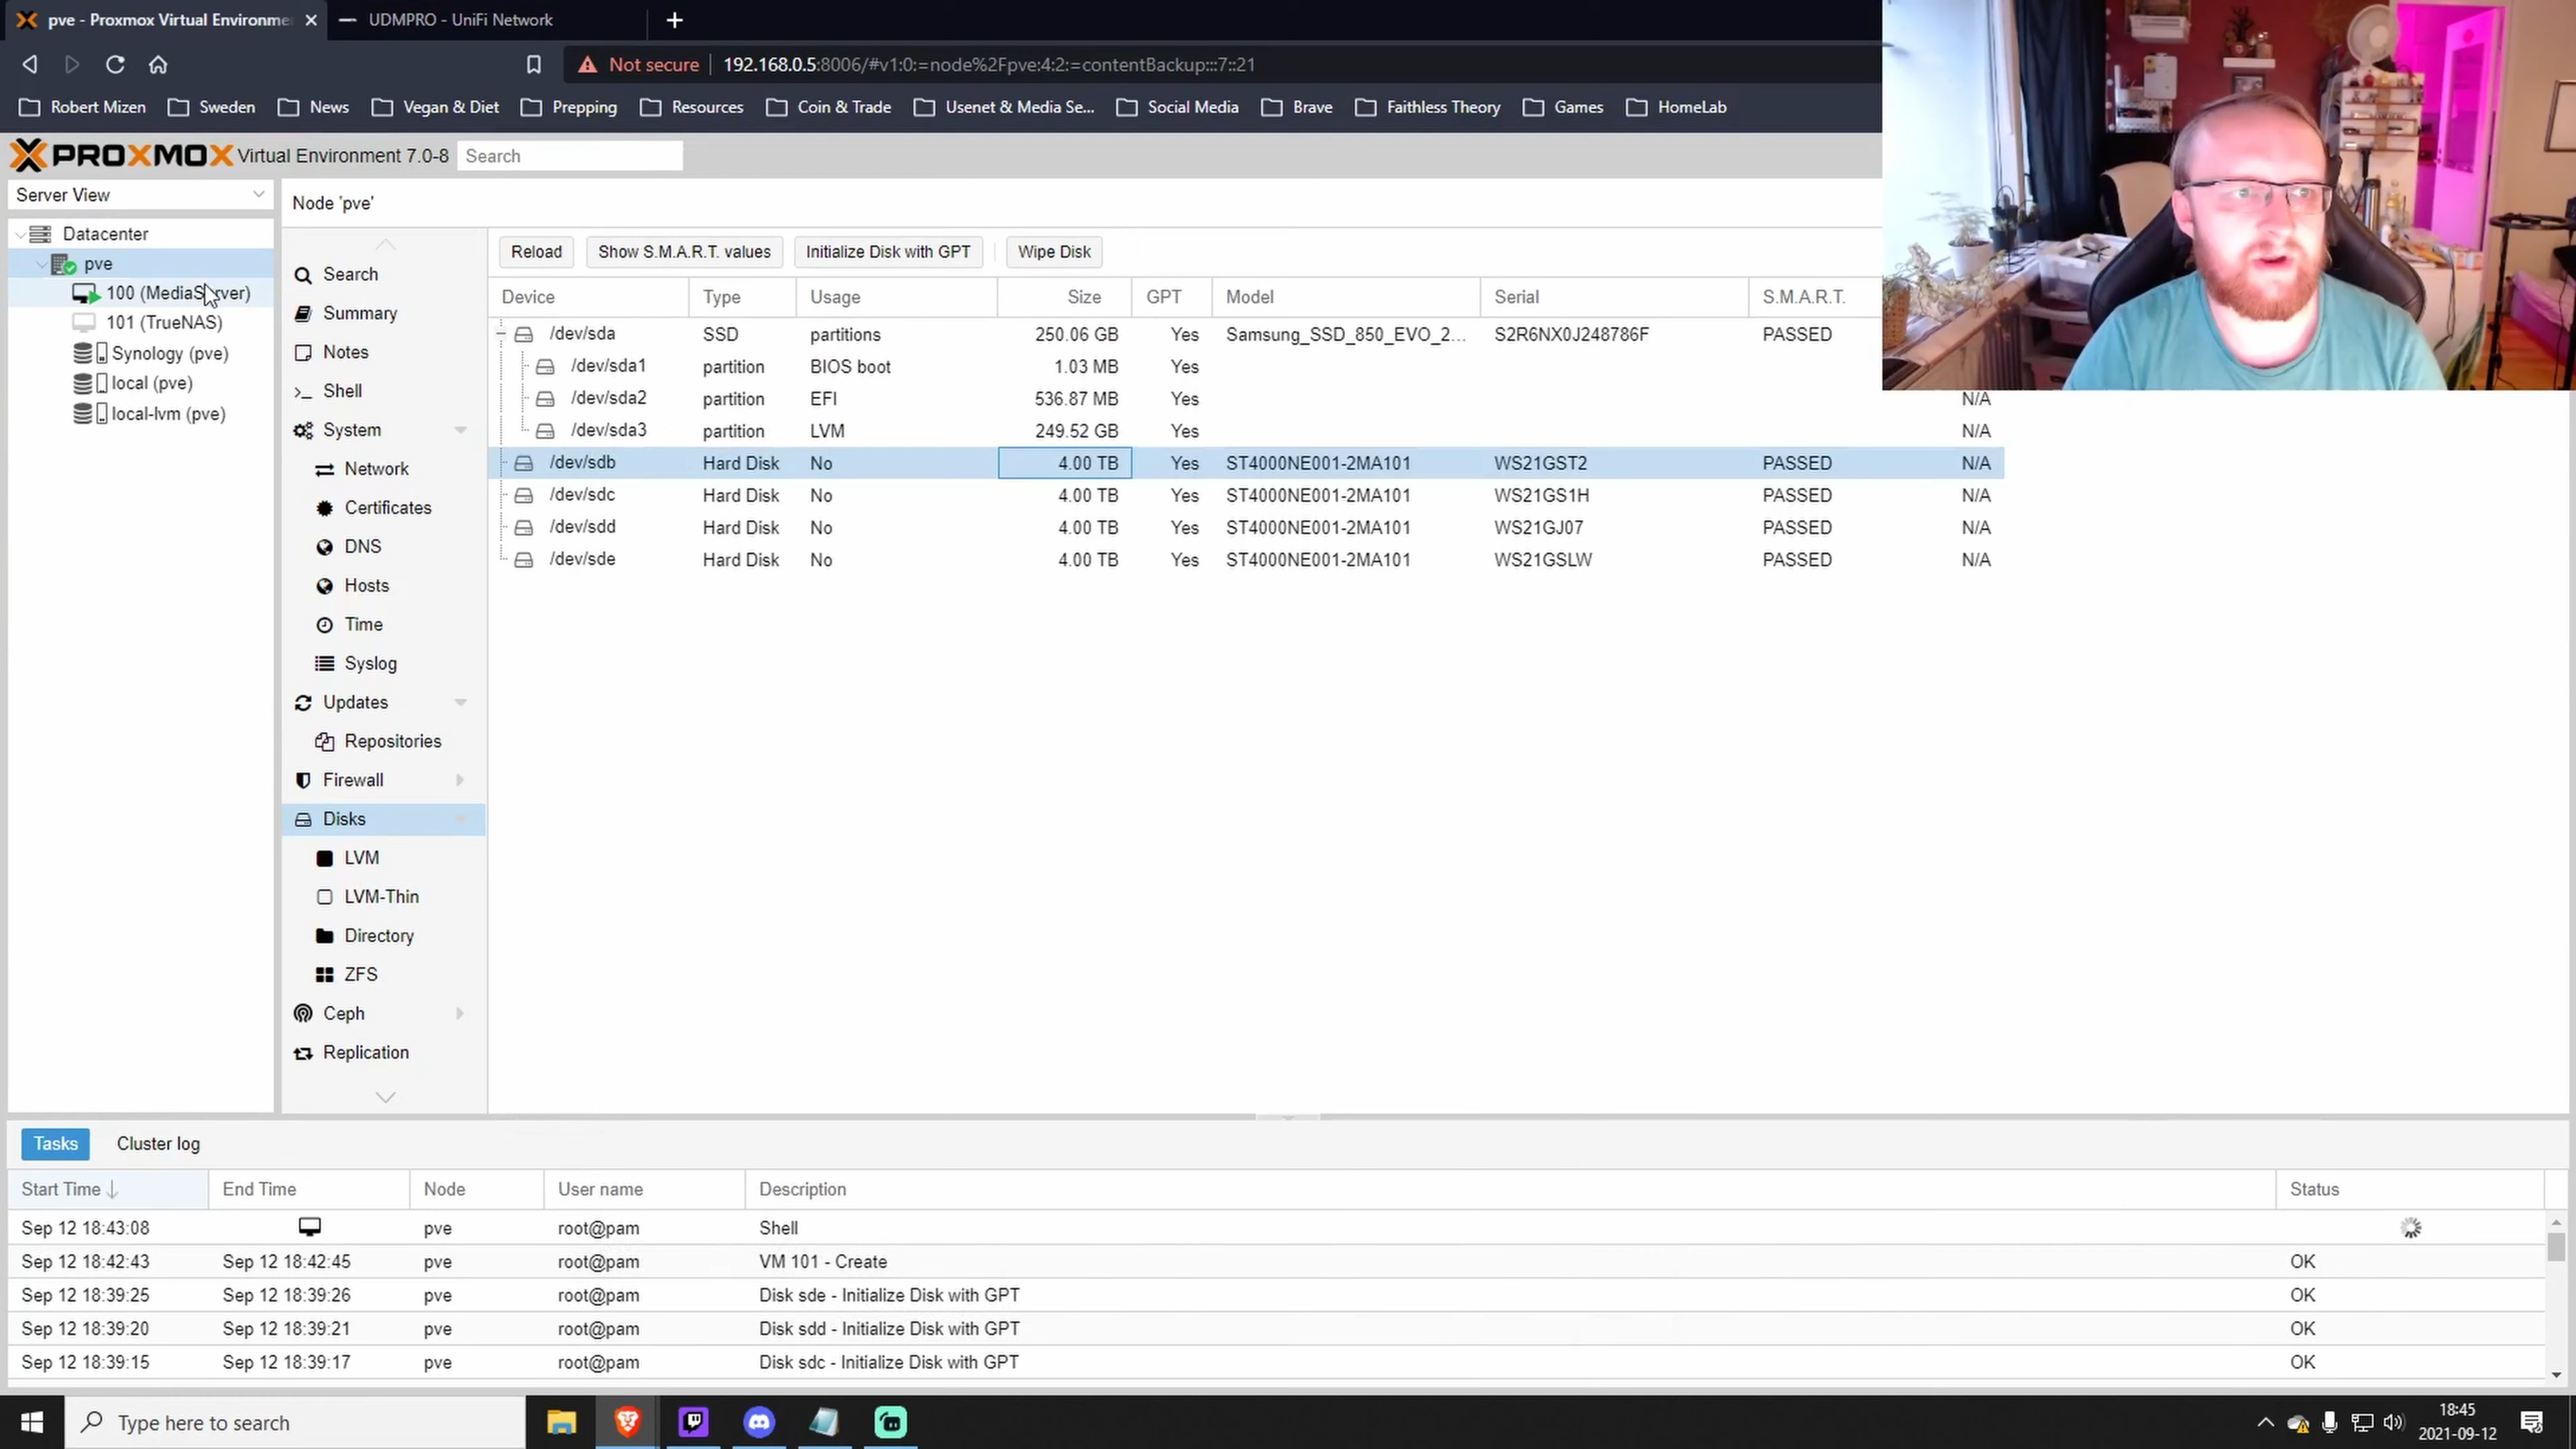 pve - Proxmox Virtual Environme
UDMPRO - UniFi Network
Not secure 192.168.0.5:8006/#v1:0:=node%2Fpve:4:2:=contentBackup:::7::21
Robert Mizen Sweden News Vegan & Diet Prepping Resources Coin & Trade Usenet & Media Se... Social Media Brave Faithless Theory Games HomeLab
PROXMOX Virtual Environment 7.0-8 Search
Server View
Node 'pve'
Datacenter
pve
100 (MediaServer)
101 (TrueNAS)
Synology (pve)
local (pve)
local-lvm (pve)
Search
Summary
Notes
Shell
System
Network
Certificates
DNS
Hosts
Time
Syslog
Updates
Repositories
Firewall
Disks
LVM
LVM-Thin
Directory
ZFS
Ceph
Replication
Reload Show S.M.A.R.T. values Initialize Disk with GPT Wipe Disk
Device Type Usage Size GPT Model Serial S.M.A.R.T.
/dev/sda SSD partitions 250.06 GB Yes Samsung_SSD_850_EVO_2... S2R6NX0J248786F PASSED
/dev/sda1 partition BIOS boot 1.03 MB Yes
/dev/sda2 partition EFI 536.87 MB Yes N/A
/dev/sda3 partition LVM 249.52 GB Yes N/A
/dev/sdb Hard Disk No 4.00 TB Yes ST4000NE001-2MA101 WS21GST2 PASSED N/A
/dev/sdc Hard Disk No 4.00 TB Yes ST4000NE001-2MA101 WS21GS1H PASSED N/A
/dev/sdd Hard Disk No 4.00 TB Yes ST4000NE001-2MA101 WS21GJ07 PASSED N/A
/dev/sde Hard Disk No 4.00 TB Yes ST4000NE001-2MA101 WS21GSLW PASSED N/A
Tasks Cluster log
Start Time End Time Node User name Description Status
Sep 12 18:43:08 pve root@pam Shell
Sep 12 18:42:43 Sep 12 18:42:45 pve root@pam VM 101 - Create OK
Sep 12 18:39:25 Sep 12 18:39:26 pve root@pam Disk sde - Initialize Disk with GPT OK
Sep 12 18:39:20 Sep 12 18:39:21 pve root@pam Disk sdd - Initialize Disk with GPT OK
Sep 12 18:39:15 Sep 12 18:39:17 pve root@pam Disk sdc - Initialize Disk with GPT OK
Type here to search
18:45
2021-09-12